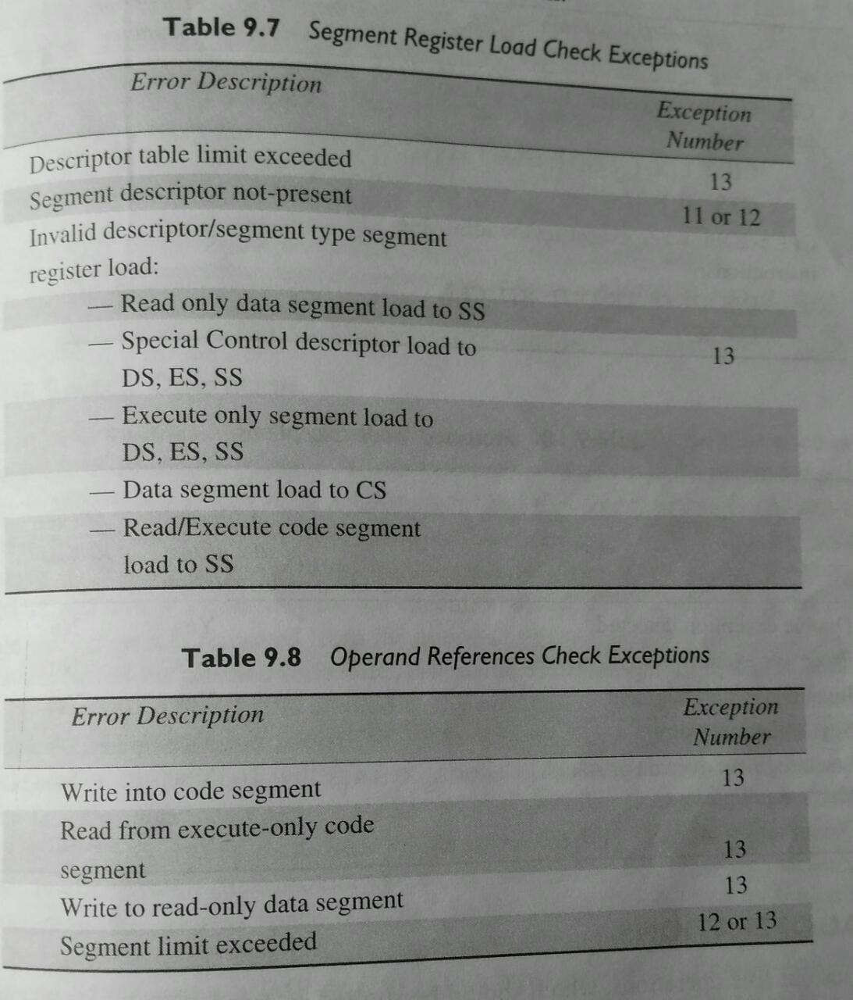 Table 9.7 Segment Register Load Check Exceptions
Error Description
Exception
Number
Descriptor table limit exceeded 13
Segment descriptor not-present 11 or 12
Invalid descriptor/segment type segment
register load:
— Read only data segment load to SS
— Special Control descriptor load to 13
DS, ES, SS
— Execute only segment load to
DS, ES, SS
— Data segment load to CS
— Read/Execute code segment
load to SS
Table 9.8 Operand References Check Exceptions
Error Description
Exception
Number
Write into code segment 13
Read from execute-only code
segment 13
Write to read-only data segment 13
Segment limit exceeded 12 or 13